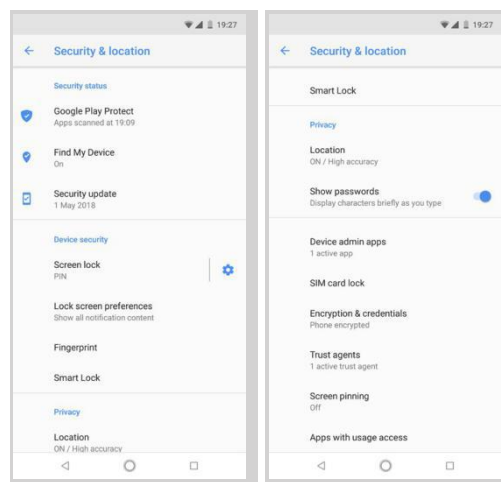 19:27
Security & location
Security status
Google Play Protect
Apps scanned at 19:09
Find My Device
On
Security update
1 May 2018
Device security
Screen lock
PIN
Lock screen preferences
Show all notification content
Fingerprint
Smart Lock
Privacy
Location
ON / High accuracy
19:27
Security & location
Smart Lock
Privacy
Location
ON / High accuracy
Show passwords
Display characters briefly as you type
Device admin apps
1 active app
SIM card lock
Encryption & credentials
Phone encrypted
Trust agents
1 active trust agent
Screen pinning
Off
Apps with usage access